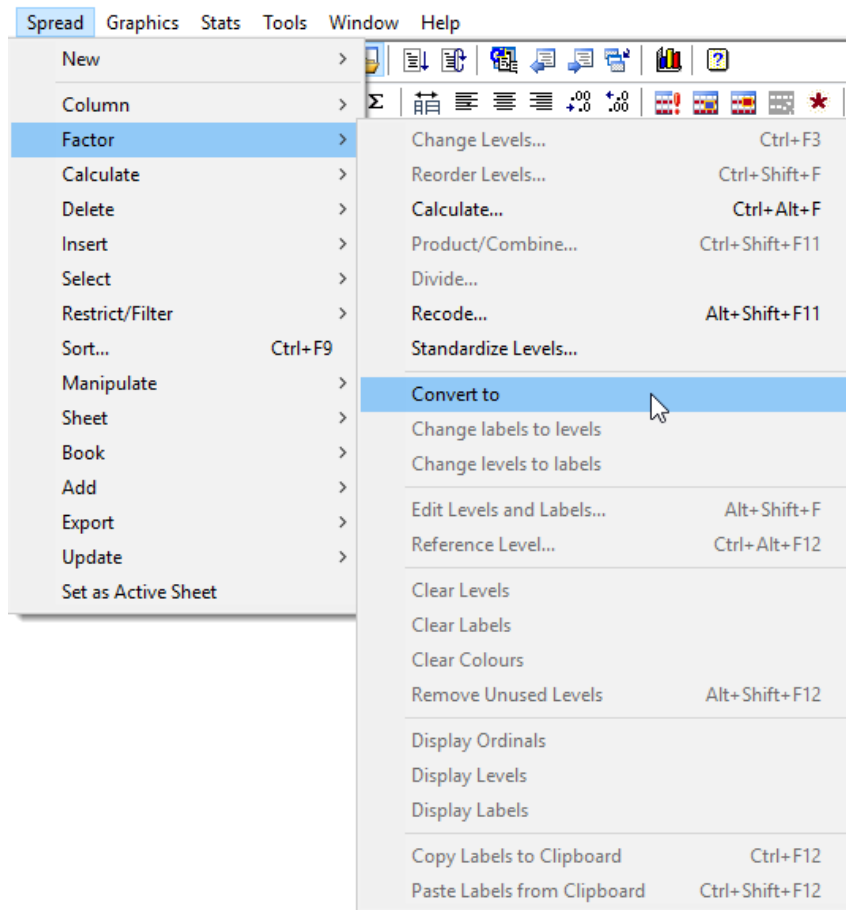 Spread Graphics Stats Tools Window Help
New
Column
Factor
Calculate
Delete
Insert
Select
Restrict/Filter
Sort... Ctrl+F9
Manipulate
Sheet
Book
Add
Export
Update
Set as Active Sheet
Change Levels... Ctrl+F3
Reorder Levels... Ctrl+Shift+F
Calculate... Ctrl+Alt+F
Product/Combine... Ctrl+Shift+F11
Divide...
Recode... Alt+Shift+F11
Standardize Levels...
Convert to
Change labels to levels
Change levels to labels
Edit Levels and Labels... Alt+Shift+F
Reference Level... Ctrl+Alt+F12
Clear Levels
Clear Labels
Clear Colours
Remove Unused Levels Alt+Shift+F12
Display Ordinals
Display Levels
Display Labels
Copy Labels to Clipboard Ctrl+F12
Paste Labels from Clipboard Ctrl+Shift+F12